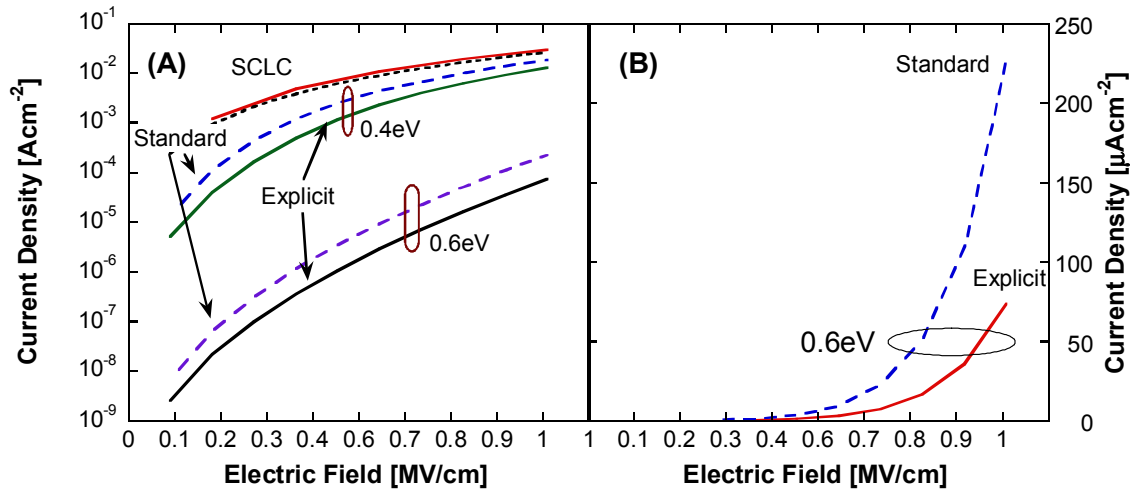 10⁻¹
10⁻²
10⁻³
10⁻⁴
10⁻⁵
10⁻⁶
10⁻⁷
10⁻⁸
10⁻⁹
Current Density [Acm⁻²]
(A)
SCLC
Standard
0.4eV
Explicit
0.6eV
0 0.1 0.2 0.3 0.4 0.5 0.6 0.7 0.8 0.9 1
Electric Field [MV/cm]
(B)
Standard
Explicit
0.6eV
1 0.1 0.2 0.3 0.4 0.5 0.6 0.7 0.8 0.9 1
Electric Field [MV/cm]
250
200
150
100
50
0
Current Density [µAcm⁻²]